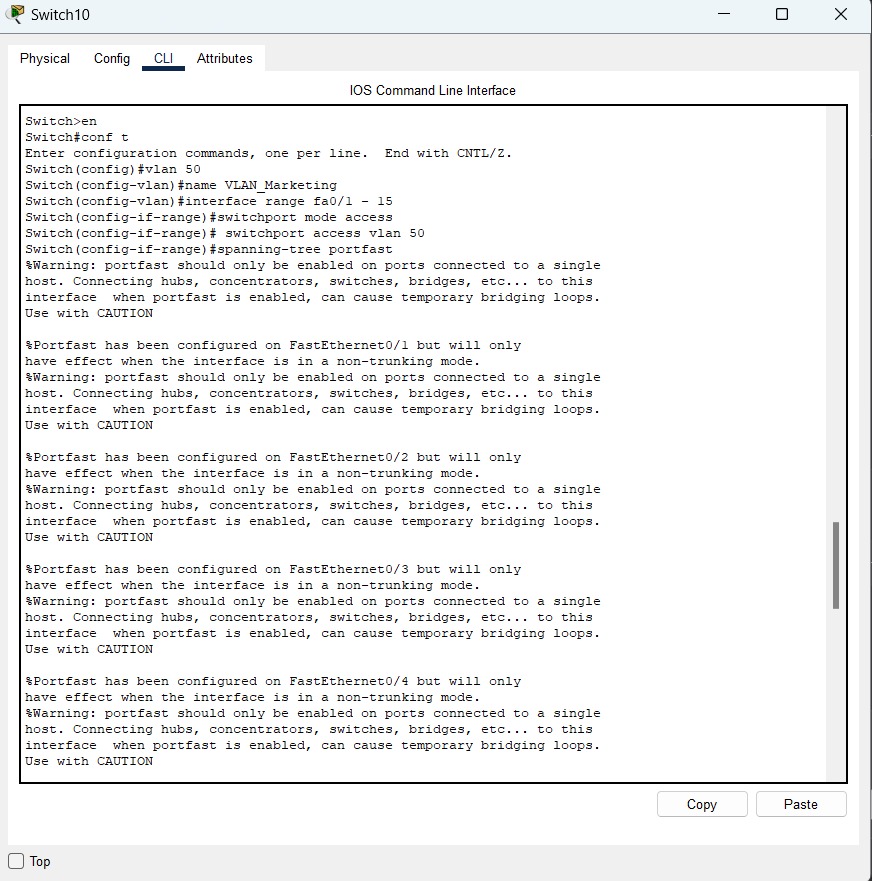 Switch10
Physical Config CLI Attributes
IOS Command Line Interface
Switch>en
Switch#conf t
Enter configuration commands, one per line.  End with CNTL/Z.
Switch(config)#vlan 50
Switch(config-vlan)#name VLAN_Marketing
Switch(config-vlan)#interface range fa0/1 - 15
Switch(config-if-range)#switchport mode access
Switch(config-if-range)# switchport access vlan 50
Switch(config-if-range)#spanning-tree portfast
%Warning: portfast should only be enabled on ports connected to a single
host. Connecting hubs, concentrators, switches, bridges, etc... to this
interface  when portfast is enabled, can cause temporary bridging loops.
Use with CAUTION
%Portfast has been configured on FastEthernet0/1 but will only
have effect when the interface is in a non-trunking mode.
%Warning: portfast should only be enabled on ports connected to a single
host. Connecting hubs, concentrators, switches, bridges, etc... to this
interface  when portfast is enabled, can cause temporary bridging loops.
Use with CAUTION
%Portfast has been configured on FastEthernet0/2 but will only
have effect when the interface is in a non-trunking mode.
%Warning: portfast should only be enabled on ports connected to a single
host. Connecting hubs, concentrators, switches, bridges, etc... to this
interface  when portfast is enabled, can cause temporary bridging loops.
Use with CAUTION
%Portfast has been configured on FastEthernet0/3 but will only
have effect when the interface is in a non-trunking mode.
%Warning: portfast should only be enabled on ports connected to a single
host. Connecting hubs, concentrators, switches, bridges, etc... to this
interface  when portfast is enabled, can cause temporary bridging loops.
Use with CAUTION
%Portfast has been configured on FastEthernet0/4 but will only
have effect when the interface is in a non-trunking mode.
%Warning: portfast should only be enabled on ports connected to a single
host. Connecting hubs, concentrators, switches, bridges, etc... to this
interface  when portfast is enabled, can cause temporary bridging loops.
Use with CAUTION
Copy Paste
Top